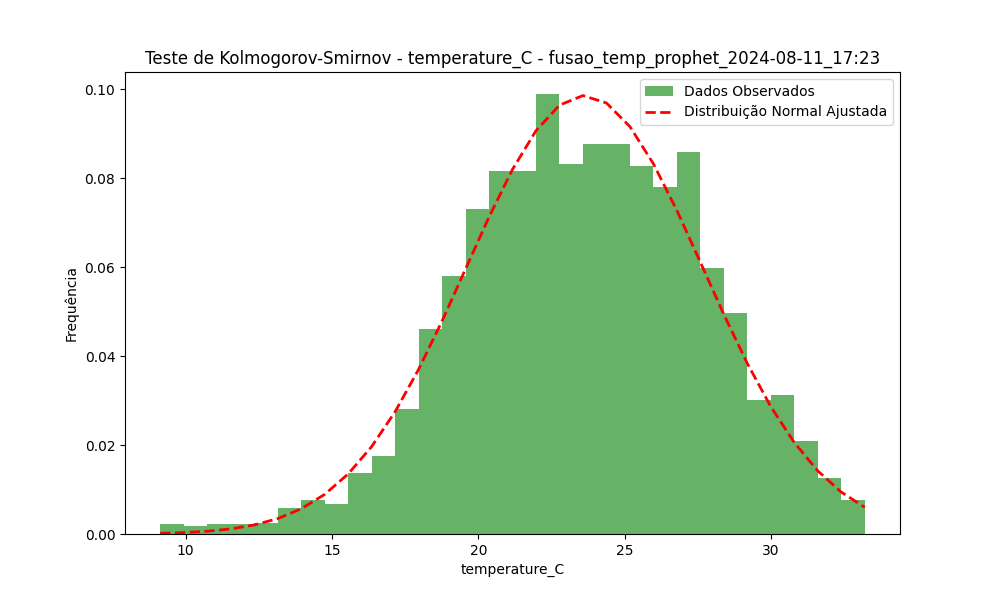 Teste de Kolmogorov-Smirnov - temperature_C - fusao_temp_prophet_2024-08-11_17:23
Dados Observados
Distribuição Normal Ajustada
0.10
0.08
0.06
0.04
0.02
0.00
Frequência
10
15
20
25
30
temperature_C